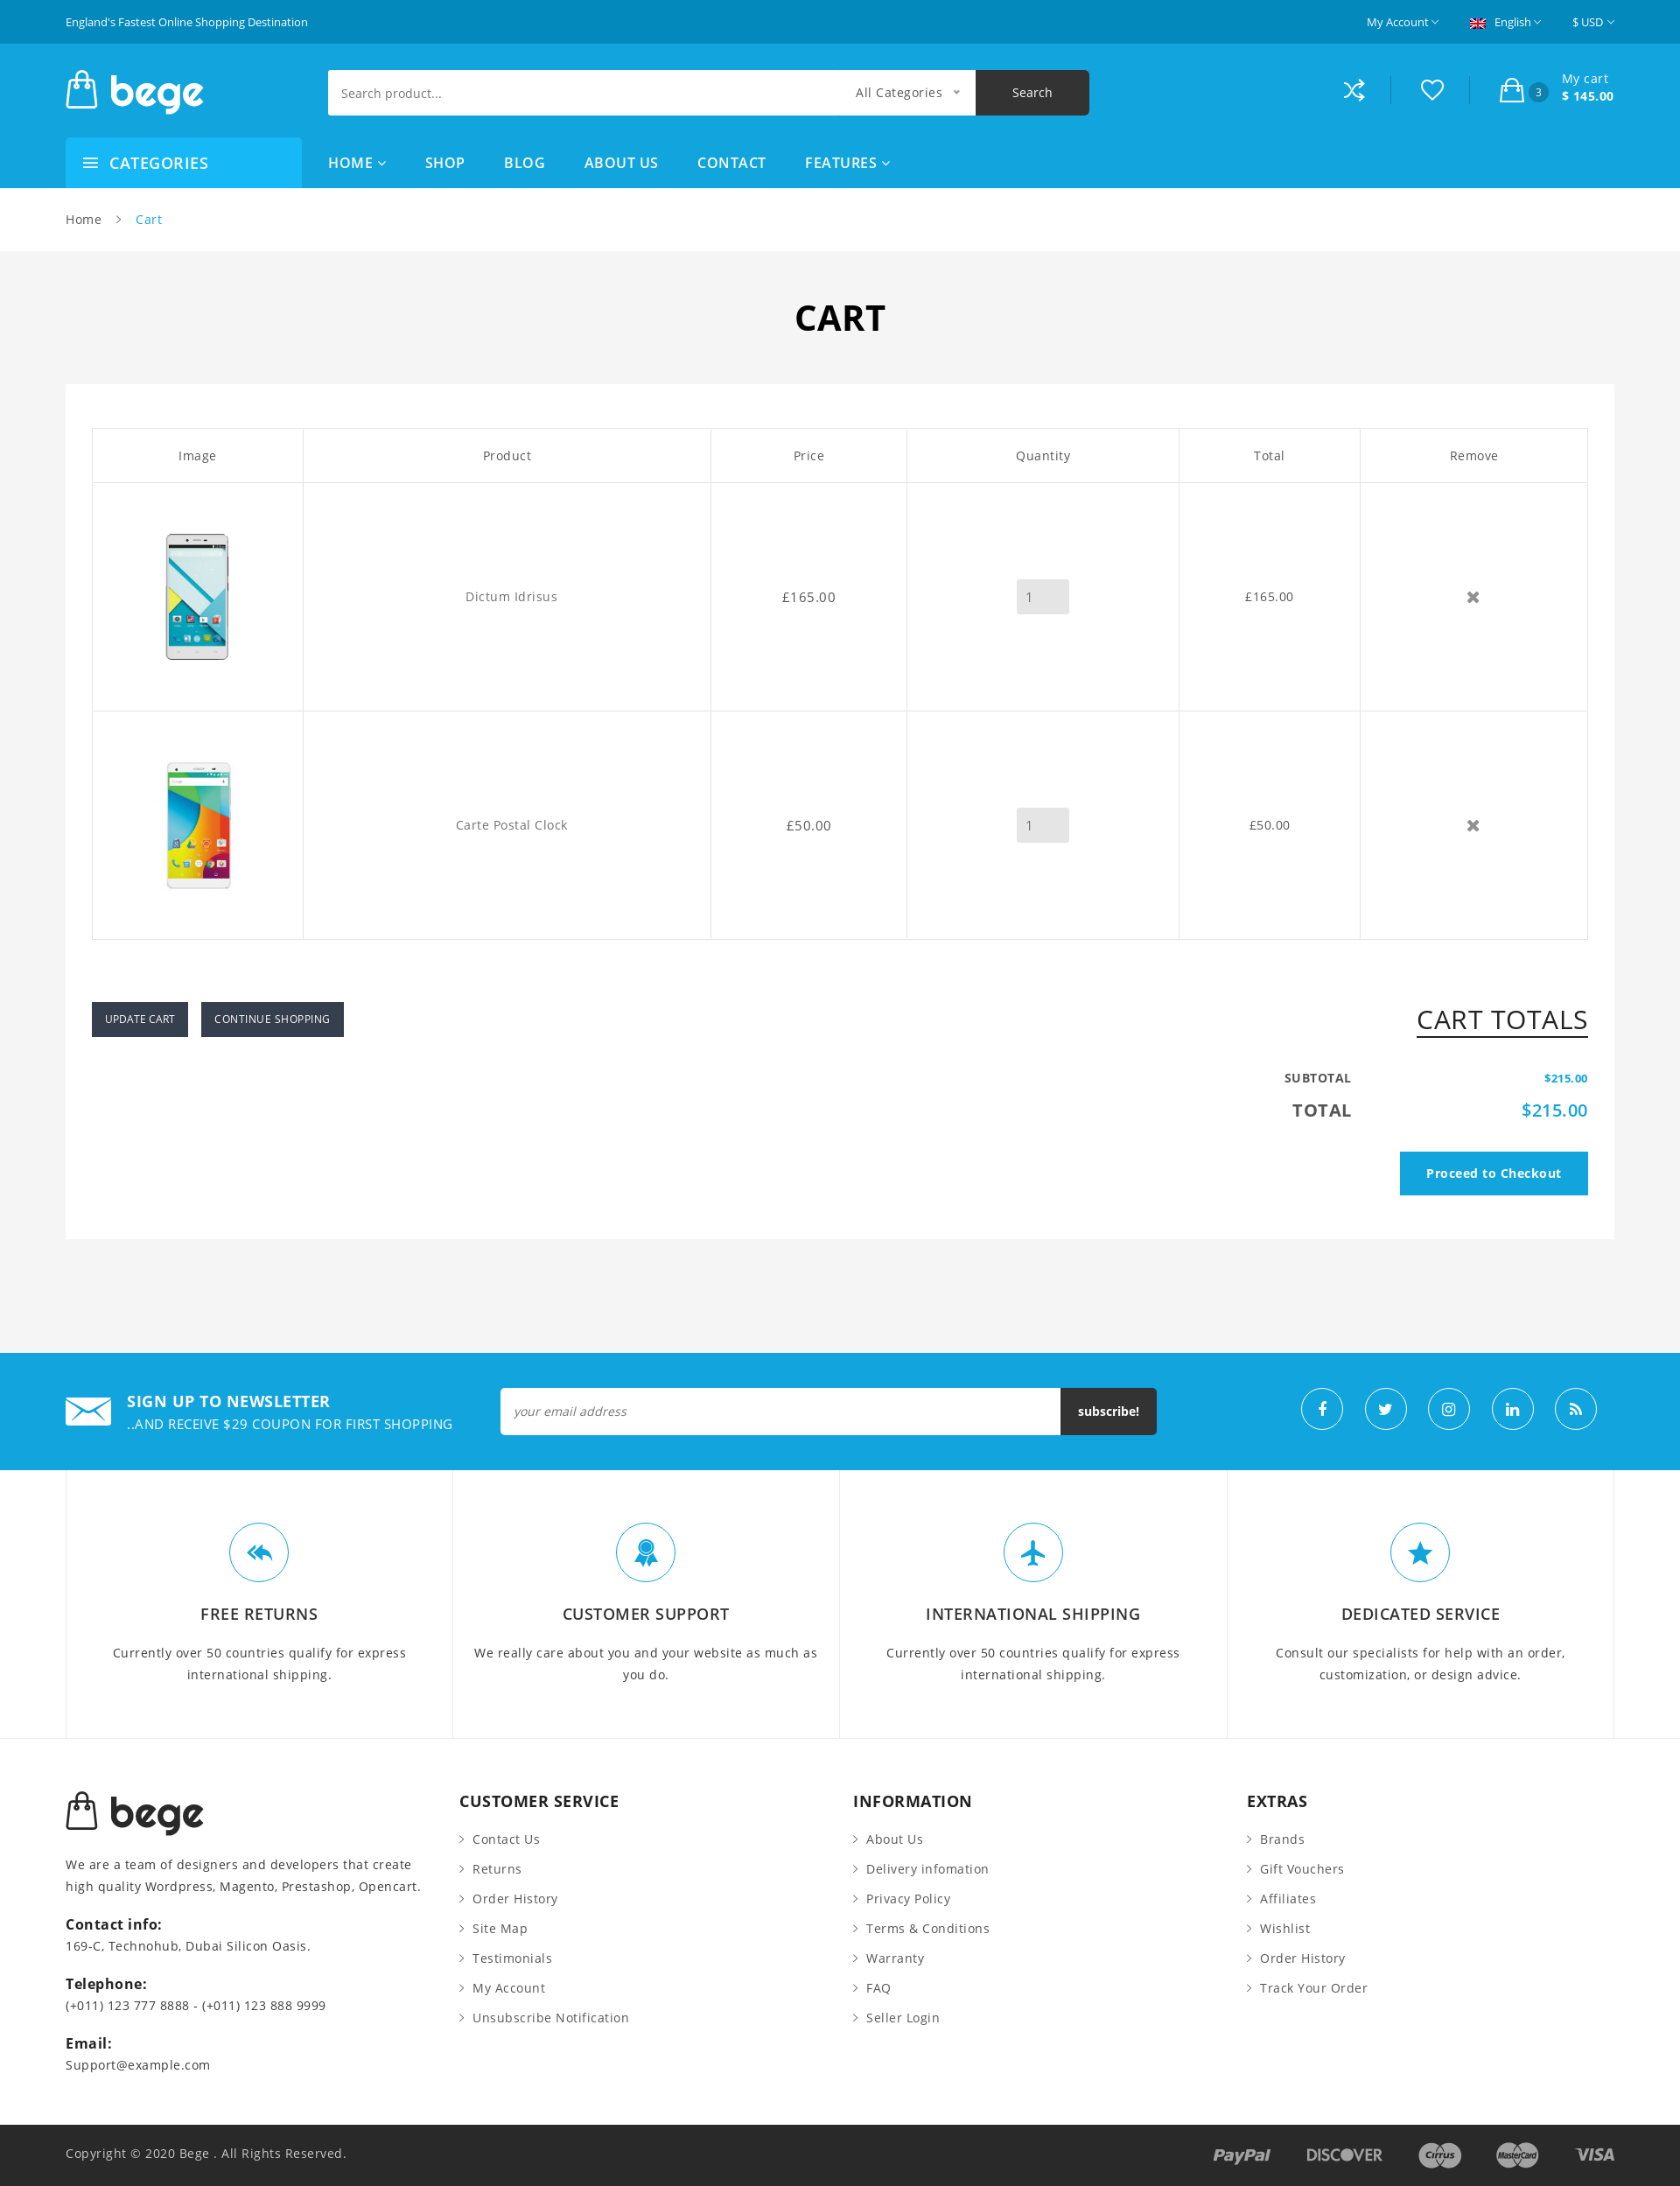 England's Fastest Online Shopping Destination
My Account English $ USD
bege
Search product... All Categories Search
3 My cart
$ 145.00
CATEGORIES HOME SHOP BLOG ABOUT US CONTACT FEATURES
Home Cart
CART
Image Product Price Quantity Total Remove
Dictum Idrisus £165.00 1 £165.00
Carte Postal Clock £50.00 1 £50.00
UPDATE CART CONTINUE SHOPPING CART TOTALS
SUBTOTAL $215.00
TOTAL $215.00
Proceed to Checkout
SIGN UP TO NEWSLETTER
..AND RECEIVE $29 COUPON FOR FIRST SHOPPING
your email address subscribe!
FREE RETURNS
Currently over 50 countries qualify for express
international shipping.
CUSTOMER SUPPORT
We really care about you and your website as much as
you do.
INTERNATIONAL SHIPPING
Currently over 50 countries qualify for express
international shipping.
DEDICATED SERVICE
Consult our specialists for help with an order,
customization, or design advice.
bege
We are a team of designers and developers that create
high quality Wordpress, Magento, Prestashop, Opencart.
Contact info:
169-C, Technohub, Dubai Silicon Oasis.
Telephone:
(+011) 123 777 8888 - (+011) 123 888 9999
Email:
Support@example.com
CUSTOMER SERVICE
Contact Us
Returns
Order History
Site Map
Testimonials
My Account
Unsubscribe Notification
INFORMATION
About Us
Delivery infomation
Privacy Policy
Terms & Conditions
Warranty
FAQ
Seller Login
EXTRAS
Brands
Gift Vouchers
Affiliates
Wishlist
Order History
Track Your Order
Copyright © 2020 Bege . All Rights Reserved.
PayPal DISCOVER Cirrus MasterCard VISA